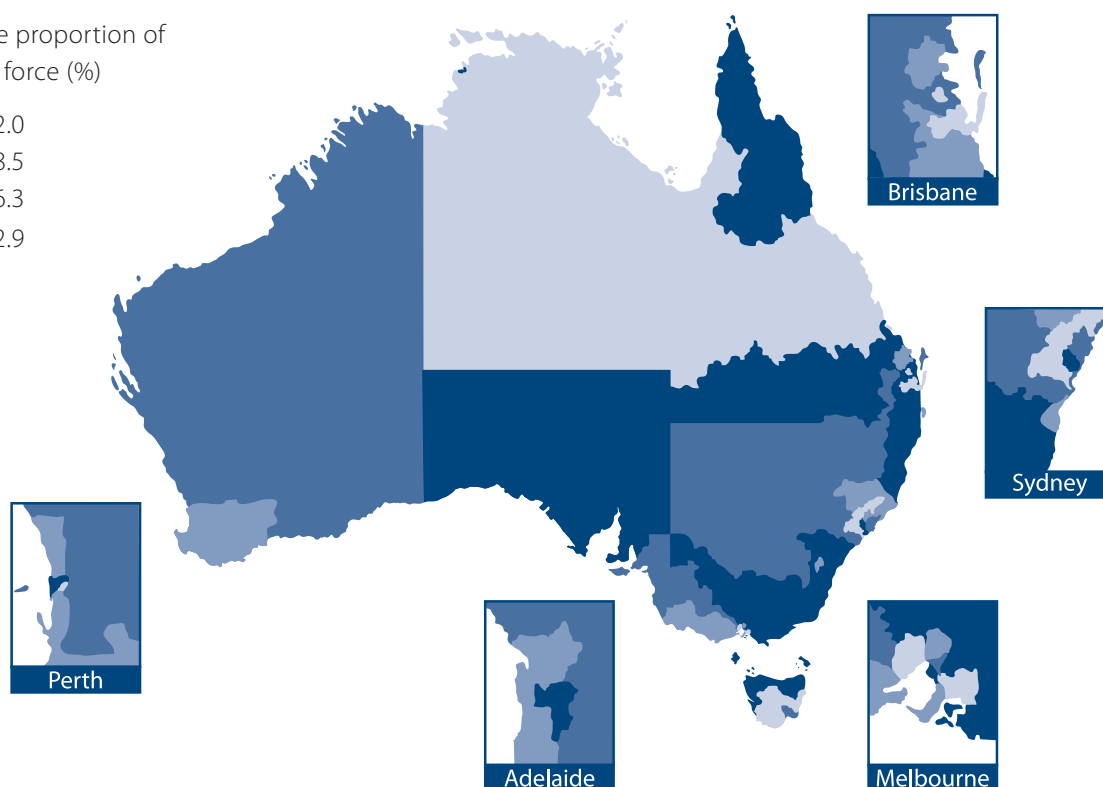 e proportion of
force (%)
2.0
3.5
5.3
2.9
Brisbane
Sydney
Perth
Adelaide
Melbourne